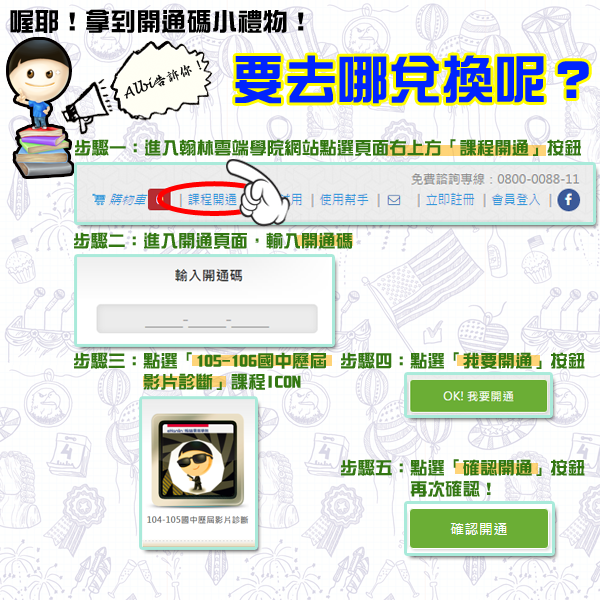 喔耶！拿到開通碼小禮物！
Albi告訴你
要去哪兌換呢？
步驟一：進入翰林雲端學院網站點選頁面右上方「課程開通」按鈕
免費諮詢專線：0800-0088-11
購物車 | 課程開通 用 | 使用幫手 | | 立即註冊 | 會員登入 | f
步驟二：進入開通頁面，輸入開通碼
輸入開通碼
_____-_____-_____
步驟三：點選「105-106國中歷屆
影片診斷」課程ICON
104-105國中歷屆影片診斷
步驟四：點選「我要開通」按鈕
OK! 我要開通
步驟五：點選「確認開通」按鈕
再次確認！
確認開通